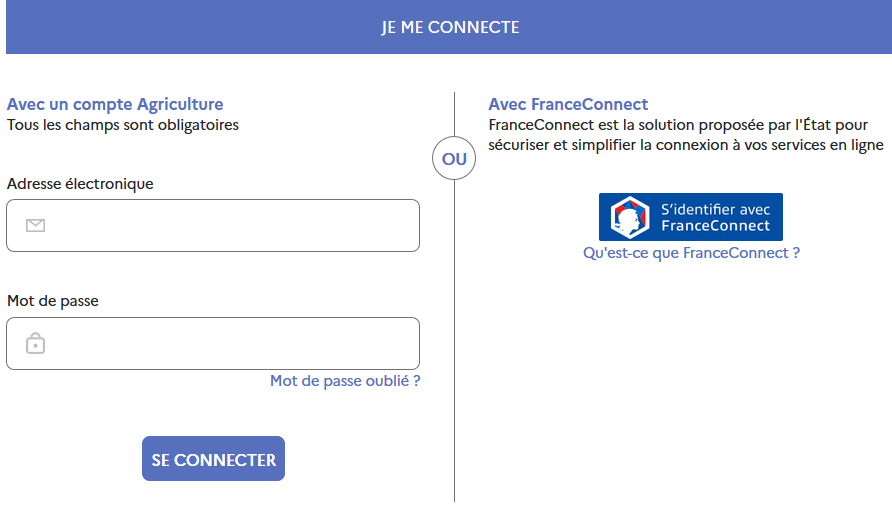 JE ME CONNECTE
Avec un compte Agriculture
Tous les champs sont obligatoires
Adresse électronique
Mot de passe
Mot de passe oublié ?
SE CONNECTER
OU
Avec FranceConnect
FranceConnect est la solution proposée par l'État pour
sécuriser et simplifier la connexion à vos services en ligne
S’identifier avec
FranceConnect
Qu'est-ce que FranceConnect ?